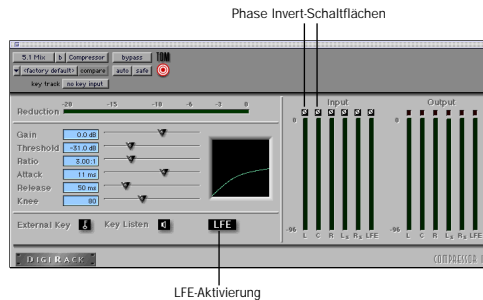 Phase Invert-Schaltflächen
5.1 Mix b Compressor bypass TDM
<factory default> compare auto safe
key track no key input
-20 -15 -10 -6 -3 0
Reduction
Input Output
0 0
Gain 0.0 dB
Threshold -31.0 dB
Ratio 3.00:1
Attack 11 ms
Release 50 ms
Knee 80
External Key Key Listen LFE
-96 -96
L C R Ls Rs LFE L C R Ls Rs LFE
DIGIRACK COMPRESSOR
LFE-Aktivierung